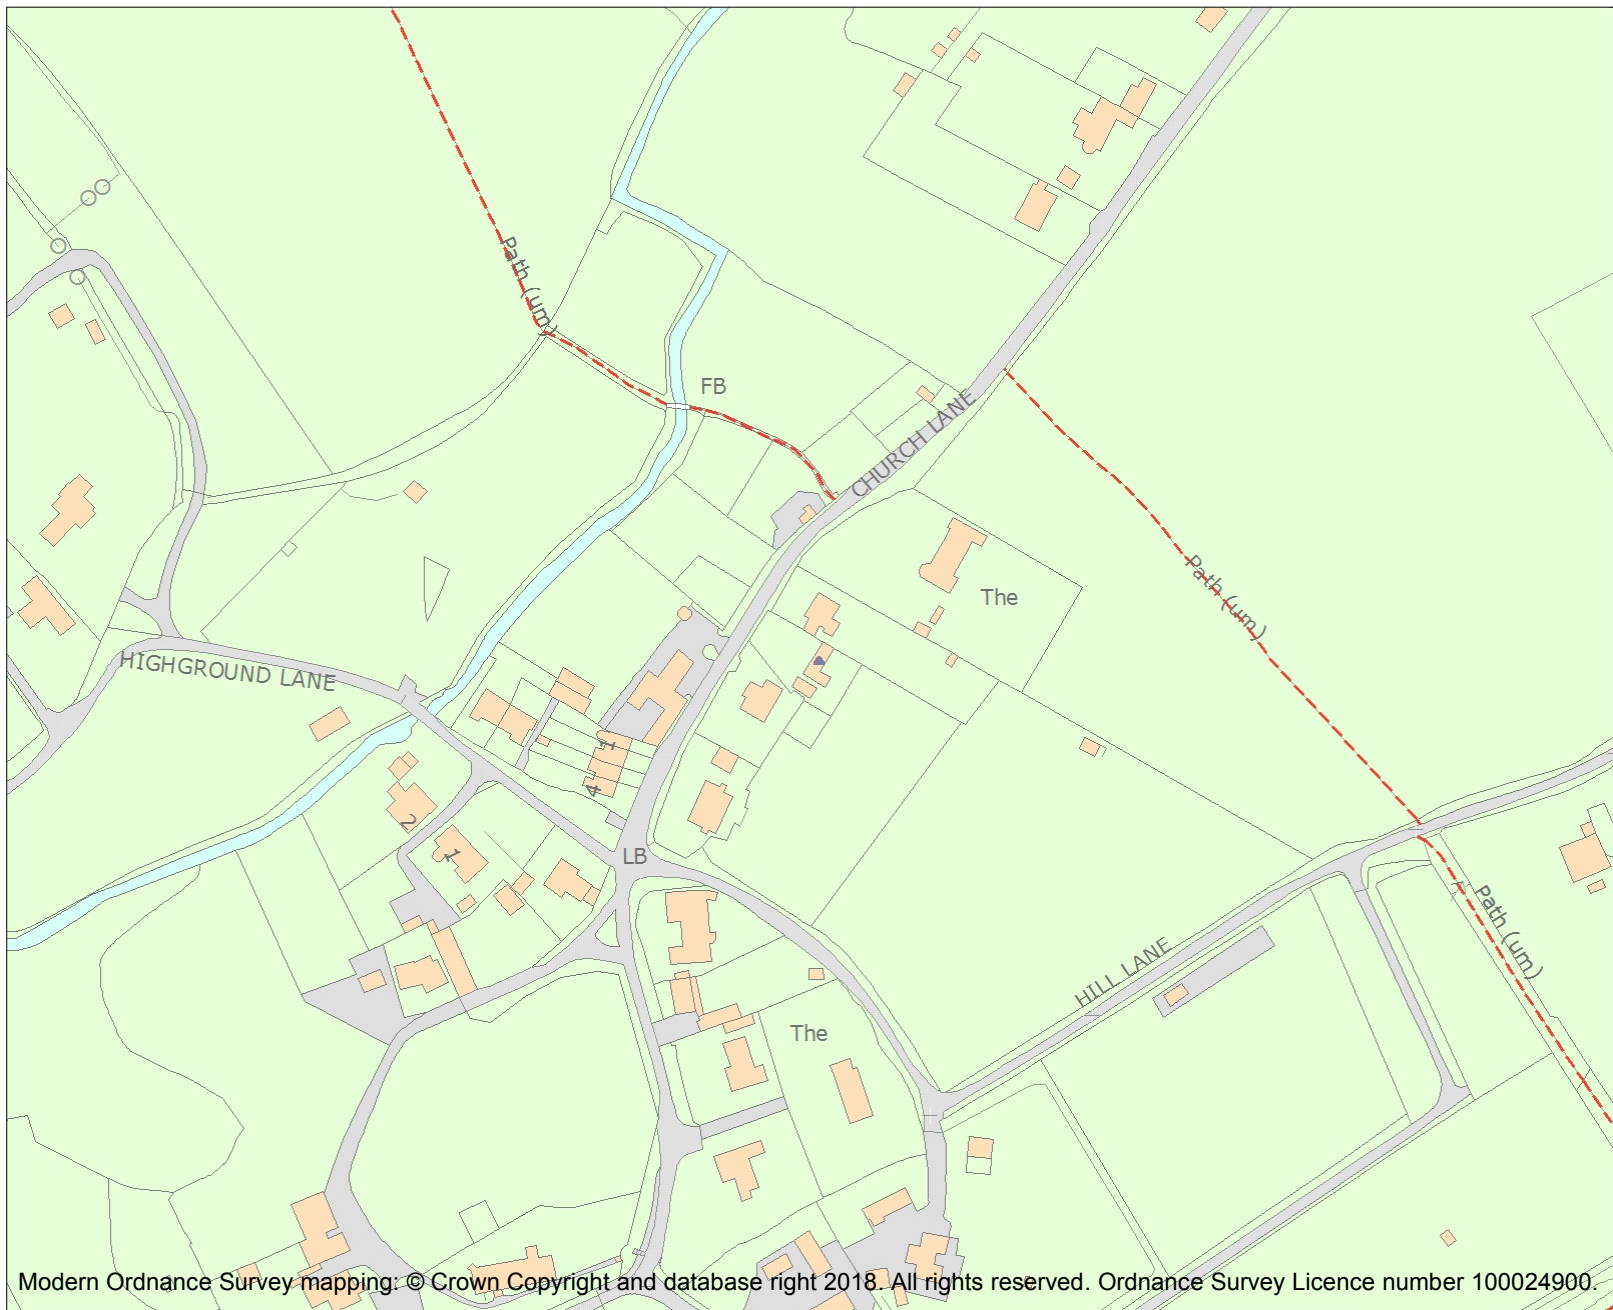 Path (um)
FB
CHURCH LANE
Path (um)
The
HIGHGROUND LANE
1
4
2
1
LB
Path (um)
HILL LANE
The
Modern Ordnance Survey mapping: © Crown Copyright and database right 2018. All rights reserved. Ordnance Survey Licence number 100024900.